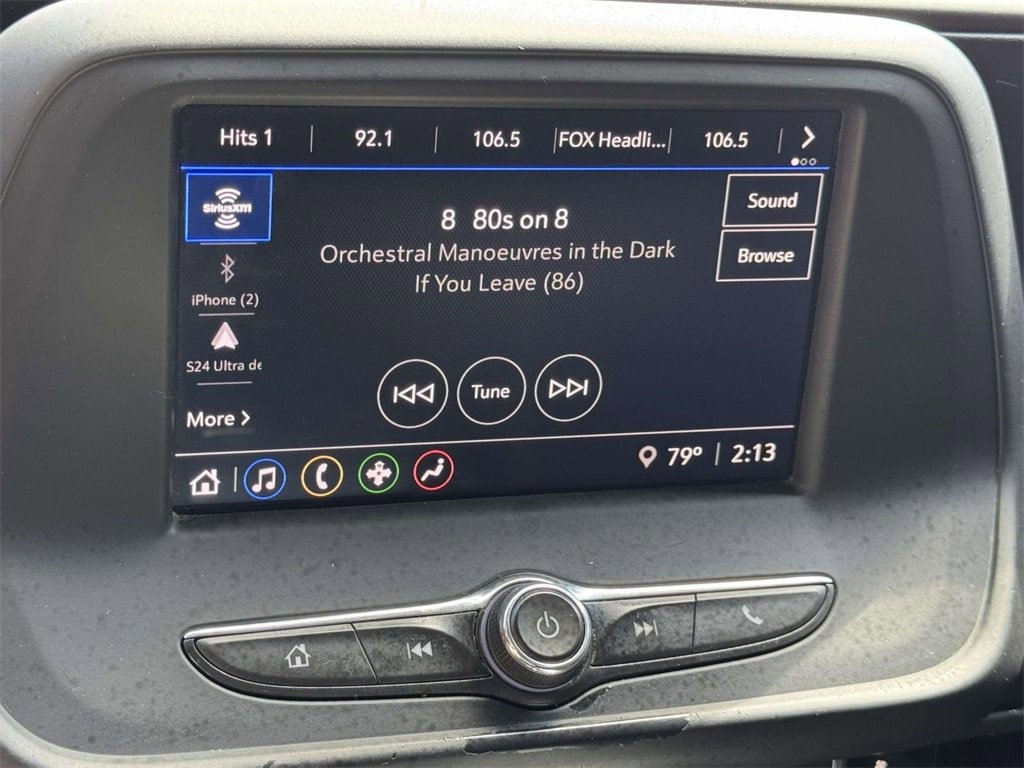 Hits 1
92.1
106.5
FOX Headli...
106.5
SiriusXM
8 80s on 8
Orchestral Manoeuvres in the Dark
If You Leave (86)
Sound
Browse
iPhone (2)
S24 Ultra de
More
Tune
79°
2:13